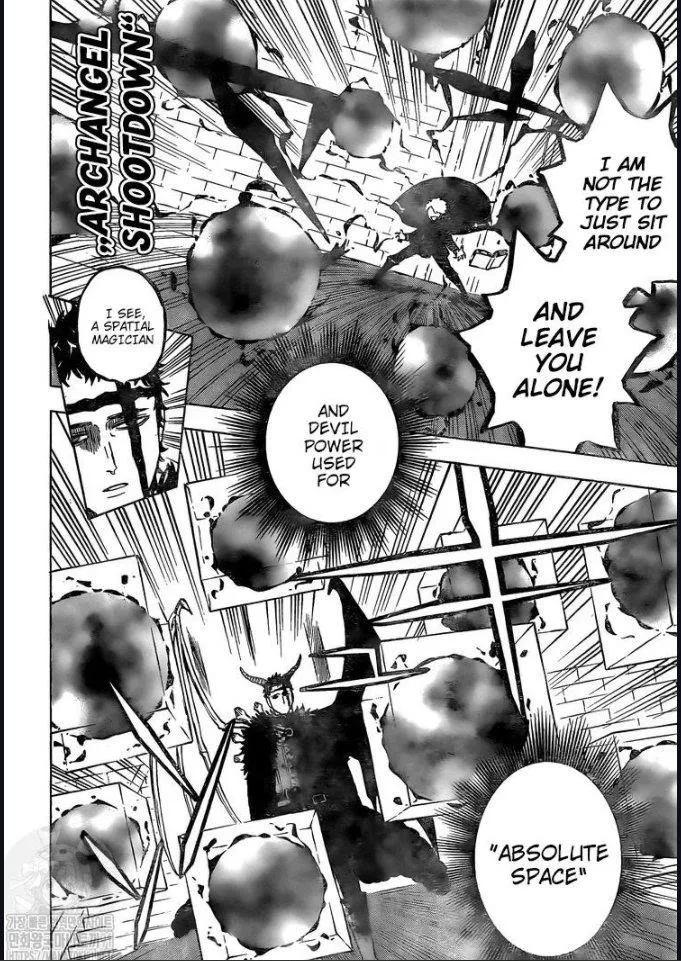 „ARCHANGEL
SHOOTDOWN“
I AM
NOT THE
TYPE TO
JUST SIT
AROUND
AND
LEAVE
YOU
ALONE!
I SEE,
A SPATIAL
MAGICIAN
AND
DEVIL
POWER
USED
FOR
"ABSOLUTE
SPACE"